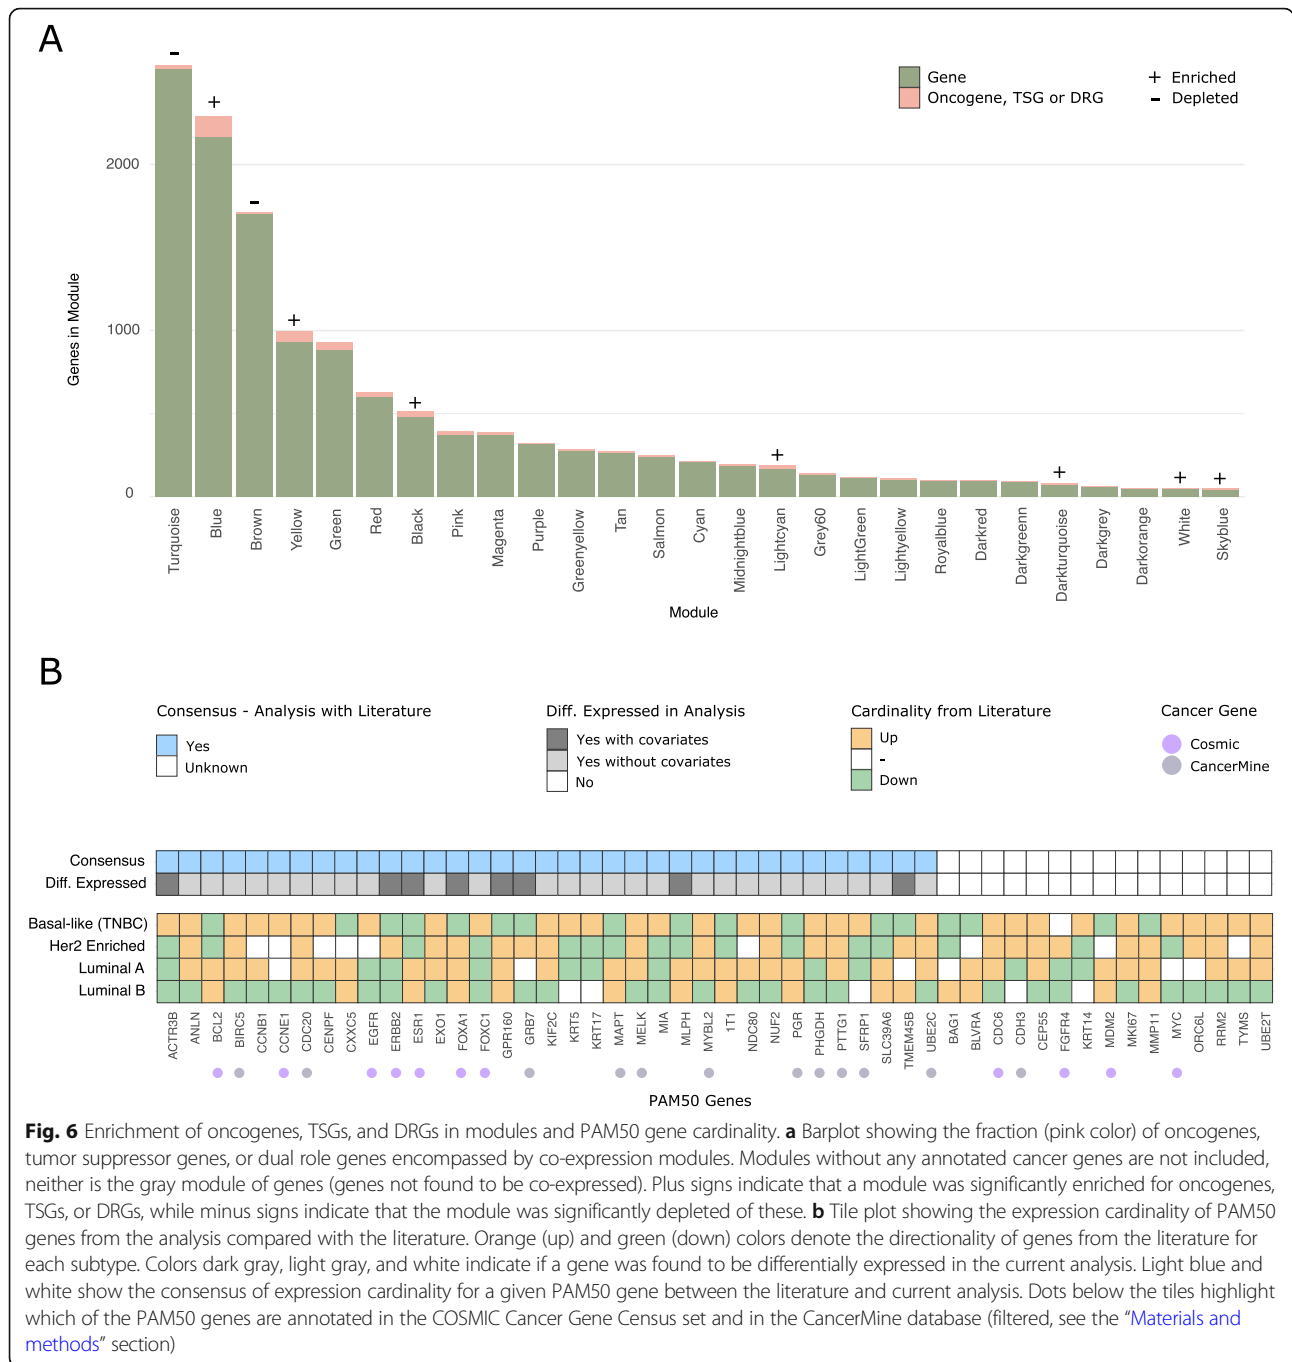 A
Gene
Oncogene, TSG or DRG
+ Enriched
- Depleted
- + - + + + + + +
2000
1000
0
Genes in Module
Turquoise
Blue
Brown
Yellow
Green
Red
Black
Pink
Magenta
Purple
Greenyellow
Tan
Salmon
Cyan
Midnightblue
Lightcyan
Grey60
LightGreen
Lightyellow
Royalblue
Darkred
Darkgreenn
Darkturquoise
Darkgrey
Darkorange
White
Skyblue
Module
B
Consensus - Analysis with Literature
Yes
Unknown
Diff. Expressed in Analysis
Yes with covariates
Yes without covariates
No
Cardinality from Literature
Up
-
Down
Cancer Gene
Cosmic
CancerMine
Consensus
Diff. Expressed
Basal-like (TNBC)
Her2 Enriched
Luminal A
Luminal B
ACTR3B
ANLN
BCL2
BIRC5
CCNB1
CCNE1
CDC20
CENPF
CXXC5
EGFR
ERBB2
ESR1
EXO1
FOXA1
FOXC1
GPR160
GRB7
KIF2C
KRT5
KRT17
MAPT
MELK
MIA
MLPH
MYBL2
1T1
NDC80
NUF2
PGR
PHGDH
PTTG1
SFRP1
SLC39A6
TMEM45B
UBE2C
BAG1
BLVRA
CDC6
CDH3
CEP55
FGFR4
KRT14
MDM2
MKI67
MMP11
MYC
ORC6L
RRM2
TYMS
UBE2T
PAM50 Genes
Fig. 6 Enrichment of oncogenes, TSGs, and DRGs in modules and PAM50 gene cardinality. a Barplot showing the fraction (pink color) of oncogenes,
tumor suppressor genes, or dual role genes encompassed by co-expression modules. Modules without any annotated cancer genes are not included,
neither is the gray module of genes (genes not found to be co-expressed). Plus signs indicate that a module was significantly enriched for oncogenes,
TSGs, or DRGs, while minus signs indicate that the module was significantly depleted of these. b Tile plot showing the expression cardinality of PAM50
genes from the analysis compared with the literature. Orange (up) and green (down) colors denote the directionality of genes from the literature for
each subtype. Colors dark gray, light gray, and white indicate if a gene was found to be differentially expressed in the current analysis. Light blue and
white show the consensus of expression cardinality for a given PAM50 gene between the literature and current analysis. Dots below the tiles highlight
which of the PAM50 genes are annotated in the COSMIC Cancer Gene Census set and in the CancerMine database (filtered, see the “Materials and
methods” section)